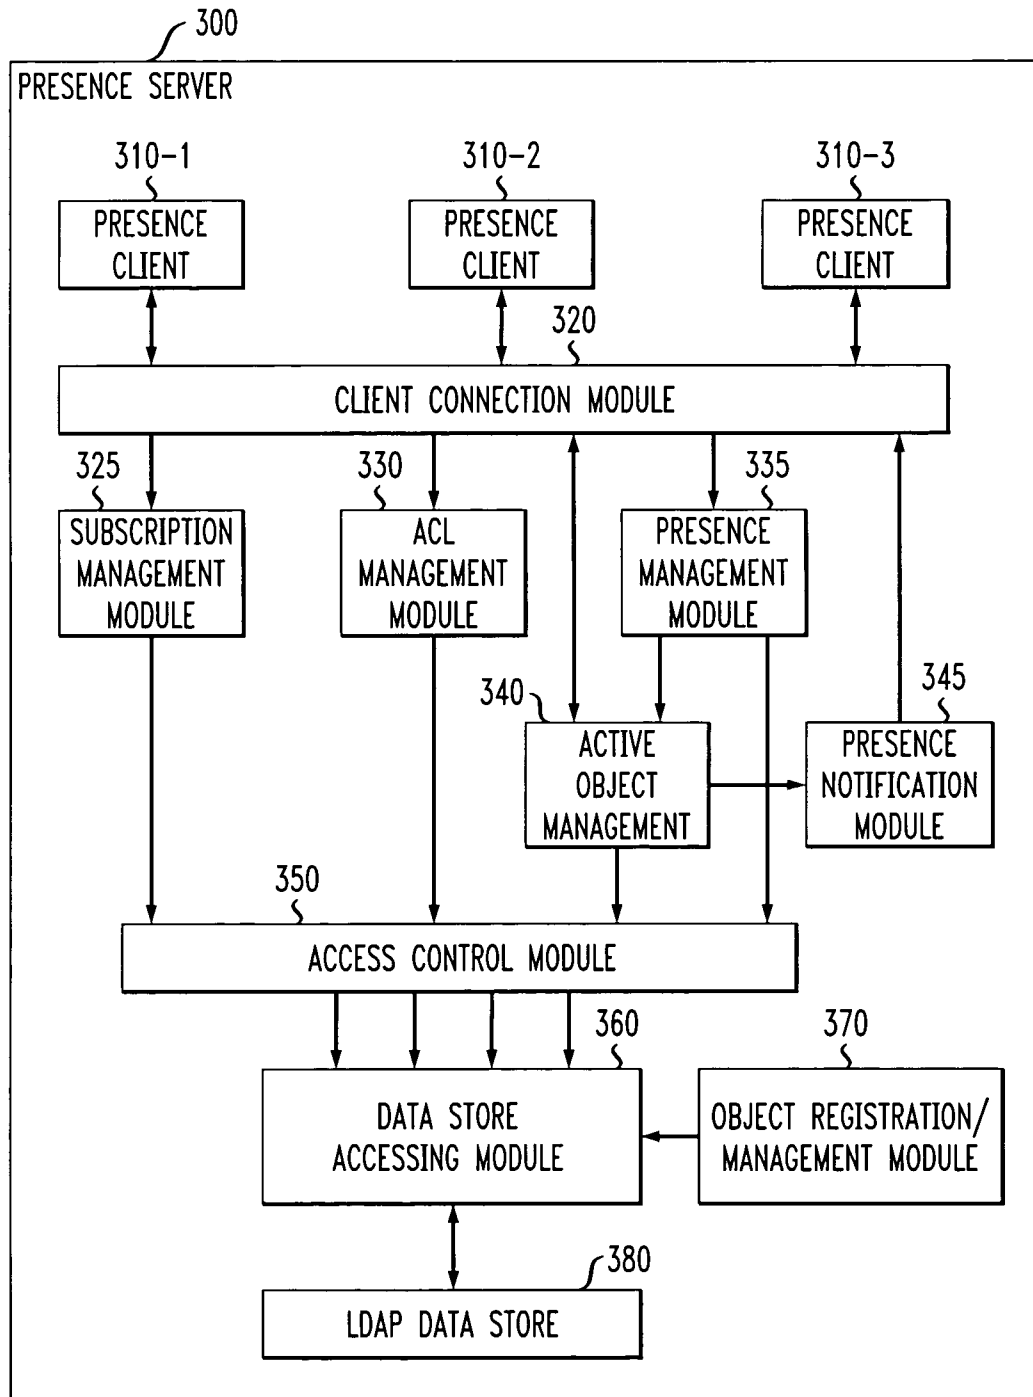 300
PRESENCE SERVER
310-1
310-2
310-3
PRESENCE
CLIENT
PRESENCE
CLIENT
PRESENCE
CLIENT
320
CLIENT CONNECTION MODULE
325
330
335
SUBSCRIPTION
MANAGEMENT
MODULE
ACL
MANAGEMENT
MODULE
PRESENCE
MANAGEMENT
MODULE
340
345
ACTIVE
OBJECT
MANAGEMENT
PRESENCE
NOTIFICATION
MODULE
350
ACCESS CONTROL MODULE
360
370
DATA STORE
ACCESSING MODULE
OBJECT REGISTRATION/
MANAGEMENT MODULE
380
LDAP DATA STORE